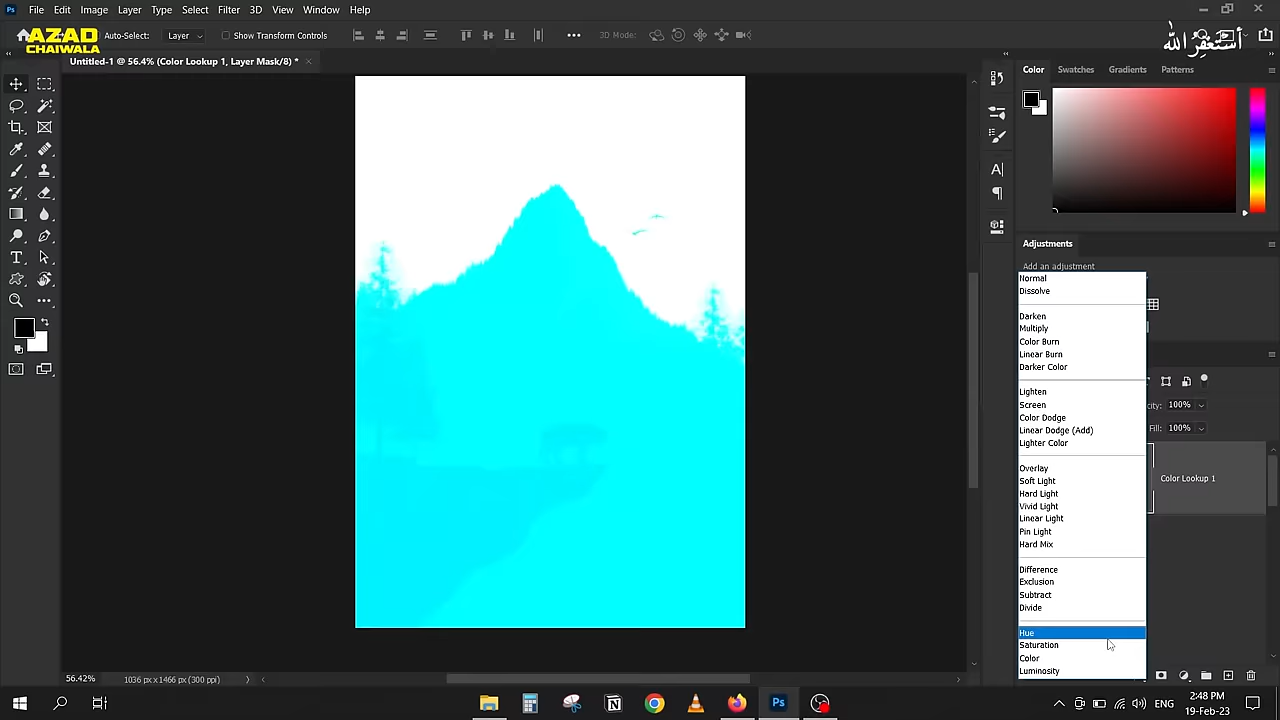 Ps File Edit Image Layer Type Select Filter 3D View Window Help
AZAD
CHAIWALA
Auto-Select: Layer Show Transform Controls 3D Mode:
أستغفر الله
Untitled-1 @ 56.4% (Color Lookup 1, Layer Mask/8) *
Color Swatches Gradients Patterns
Adjustments
Add an adjustment
Normal
Dissolve
Darken
Multiply
Color Burn
Linear Burn
Darker Color
Lighten
Screen
Color Dodge
Linear Dodge (Add)
Lighter Color
Overlay
Soft Light
Hard Light
Vivid Light
Linear Light
Pin Light
Hard Mix
Difference
Exclusion
Subtract
Divide
Hue
Saturation
Color
Luminosity
100%
Fill: 100%
Color Lookup 1
56.42% 1036 px x 1466 px (300 ppi)
Ps
ENG
2:48 PM
19-Feb-23